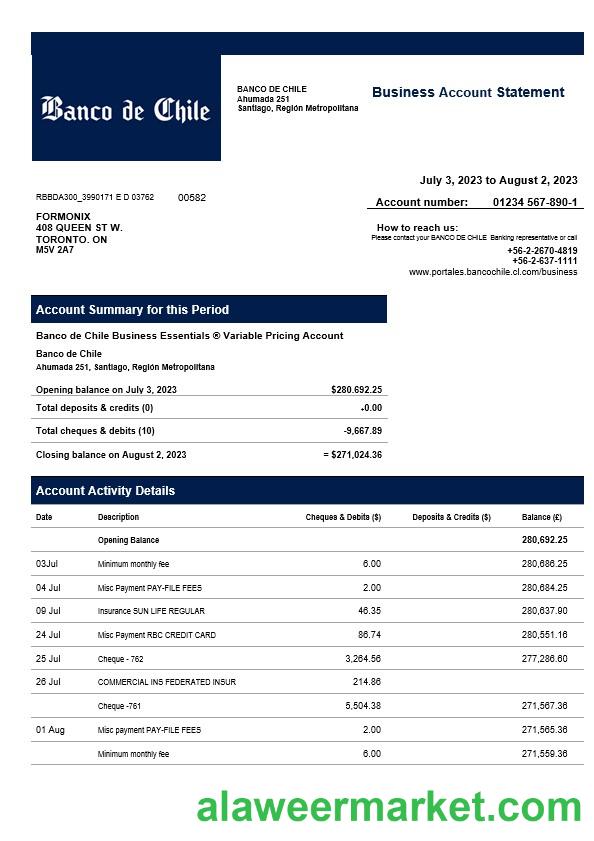 Banco de Chile
BANCO DE CHILE
Ahumada 251
Santiago, Región Metropolitana
Business Account Statement
July 3, 2023 to August 2, 2023
RBBDA300_3990171 E D 03762 00582
Account number: 01234 567-890-1
FORMONIX
408 QUEEN ST W.
TORONTO. ON
M5V 2A7
How to reach us:
Please contact your BANCO DE CHILE Banking representative or call
+56-2-2670-4819
+56-2-637-1111
www.portales.bancochile.cl.com/business
Account Summary for this Period
Banco de Chile Business Essentials ® Variable Pricing Account
Banco de Chile
Ahumada 251, Santiago, Región Metropolitana
Opening balance on July 3, 2023 $280.692.25
Total deposits & credits (0) +0.00
Total cheques & debits (10) -9,667.89
Closing balance on August 2, 2023 = $271,024.36
Account Activity Details
Date Description Cheques & Debits ($) Deposits & Credits ($) Balance (£)
Opening Balance 280,692.25
03Jul Minimum monthly fee 6.00 280,686.25
04 Jul Misc Payment PAY-FILE FEES 2.00 280,684.25
09 Jul Insurance SUN LIFE REGULAR 46.35 280,637.90
24 Jul Misc Payment RBC CREDIT CARD 86.74 280,551.16
25 Jul Cheque - 762 3,264.56 277,286.60
26 Jul COMMERCIAL INS FEDERATED INSUR 214.86
Cheque -761 5,504.38 271,567.36
01 Aug Misc payment PAY-FILE FEES 2.00 271,565.36
Minimum monthly fee 6.00 271,559.36
alaweermarket.com